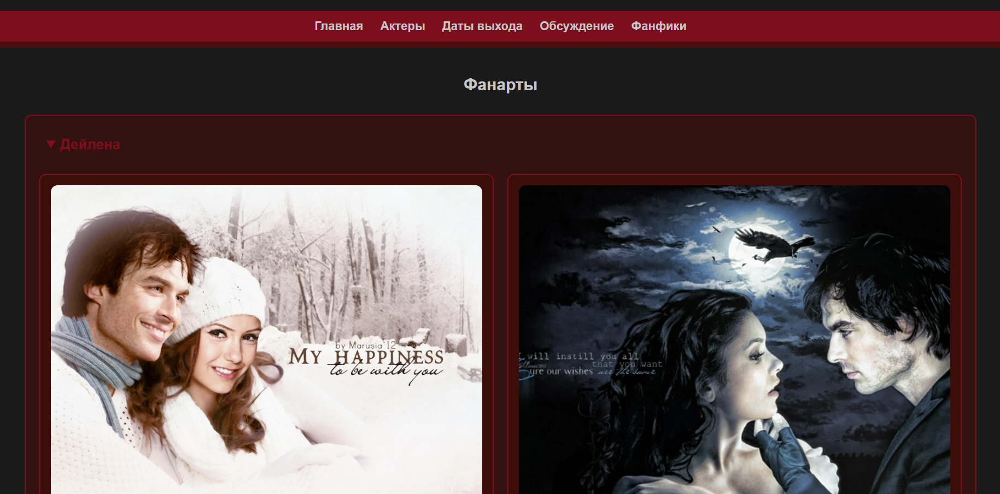 Главная Актеры Даты выхода Обсуждение Фанфики
Фанарты
Дейлена
by Marusia`12
My happiness
to be with you
I will instill you all
that you want
ure our wishes are the same